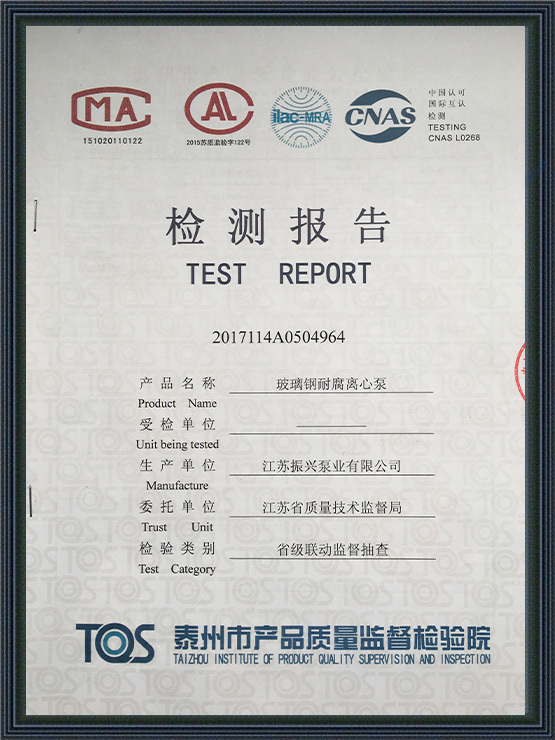 MA
151020110122
AL
2015苏质监验字122号
ilac-MRA
CNAS
中国认可
国际互认
检测
TESTING
CNAS L0268
检测报告
TEST REPORT
2017114A0504964
产品名称 玻璃钢耐腐离心泵
Product Name
受检单位 ————
Unit being tested
生产单位 江苏振兴泵业有限公司
Manufacture
委托单位 江苏省质量技术监督局
Trust Unit
检验类别 省级联动监督抽查
Test Category
TQS 泰州市产品质量监督检验院
TAIZHOU INSTITUTE OF PRODUCT QUALITY SUPERVISION AND INSPECTION